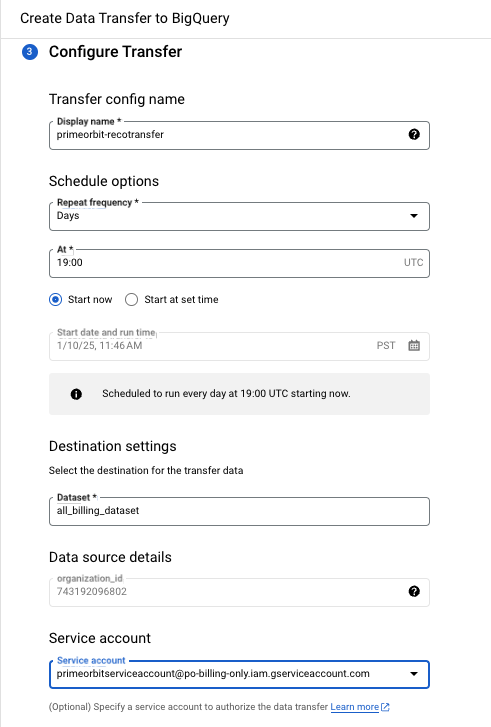 Create Data Transfer to BigQuery
3 Configure Transfer
Transfer config name
Display name *
primeorbit-recotransfer
Schedule options
Repeat frequency *
Days
At *
19:00 UTC
Start now Start at set time
Start date and run time
1/10/25, 11:46 AM PST
Scheduled to run every day at 19:00 UTC starting now.
Destination settings
Select the destination for the transfer data
Dataset *
all_billing_dataset
Data source details
organization_id
743192096802
Service account
Service account
primeorbitserviceaccount@po-billing-only.iam.gserviceaccount.com
(Optional) Specify a service account to authorize the data transfer Learn more